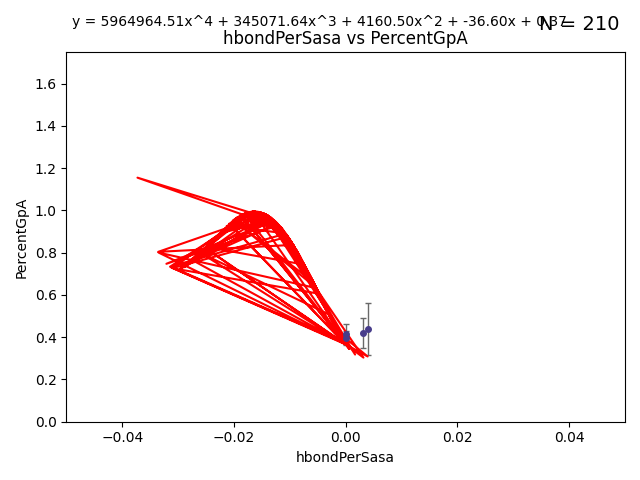 y = 5964964.51x^4 + 345071.64x^3 + 4160.50x^2 + -36.60x + 0.37
N = 210
hbondPerSasa vs PercentGpA
1.6
1.4
1.2
1.0
0.8
0.6
0.4
0.2
0.0
PercentGpA
−0.04 −0.02 0.00 0.02 0.04
hbondPerSasa